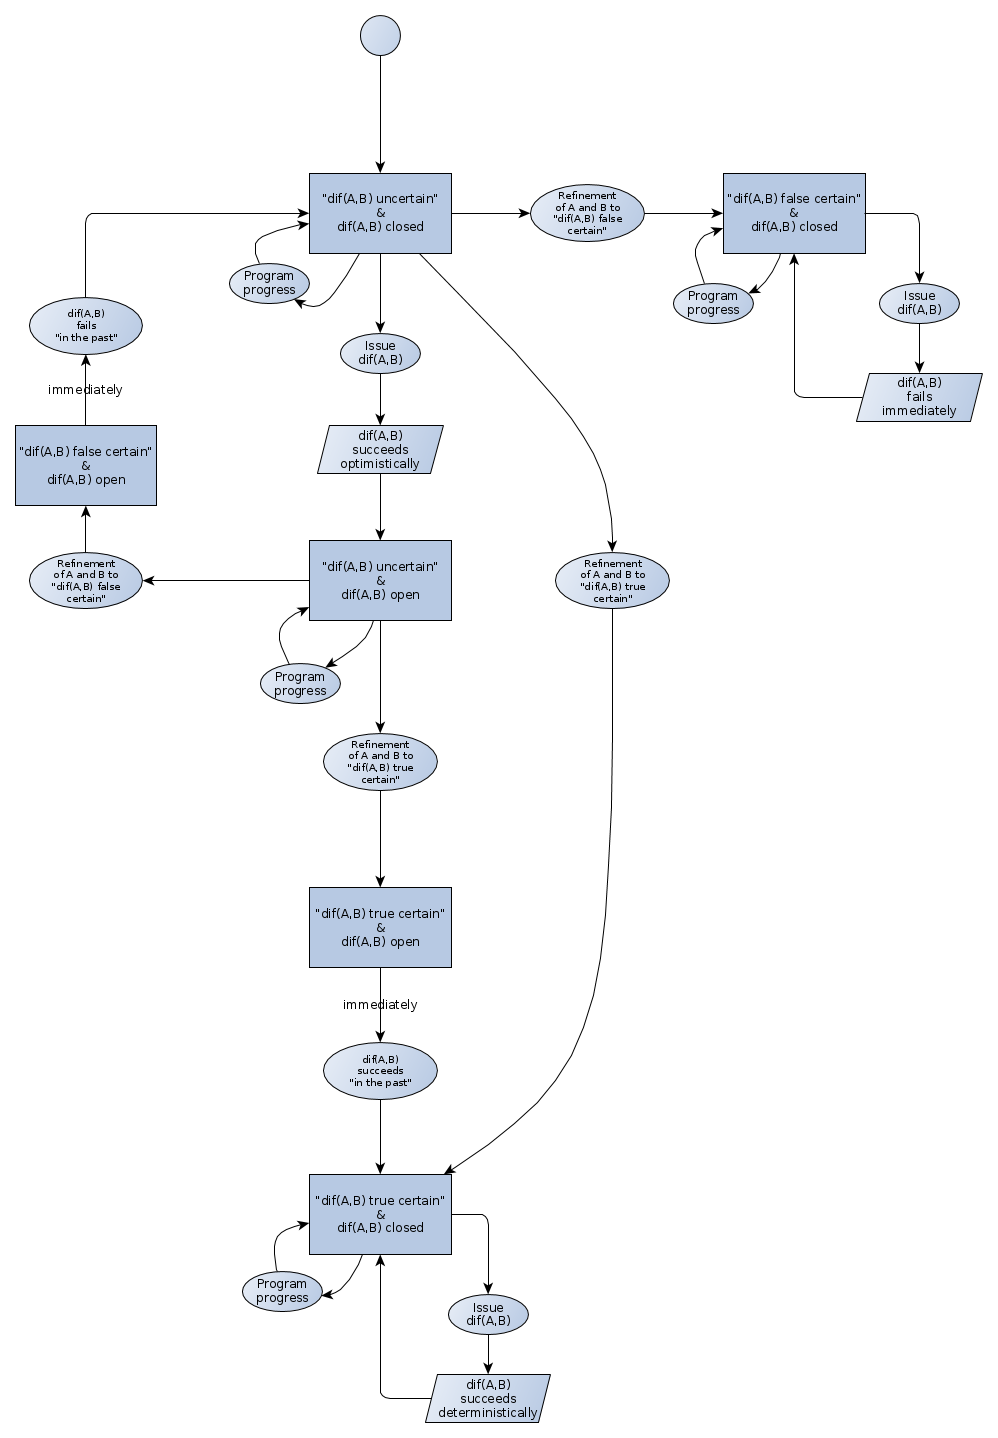 "dif(A,B) uncertain"
&
dif(A,B) closed
Refinement
of A and B to
"dif(A,B) false
certain"
"dif(A,B) false certain"
&
dif(A,B) closed
Program
progress
Program
progress
Issue
dif(A,B)
dif(A,B)
fails
"in the past"
Issue
dif(A,B)
immediately
dif(A,B)
fails
immediately
"dif(A,B) false certain"
&
dif(A,B) open
dif(A,B)
succeeds
optimistically
Refinement
of A and B to
"dif(A,B) false
certain"
"dif(A,B) uncertain"
&
dif(A,B) open
Refinement
of A and B to
"dif(A,B) true
certain"
Program
progress
Refinement
of A and B to
"dif(A,B) true
certain"
"dif(A,B) true certain"
&
dif(A,B) open
immediately
dif(A,B)
succeeds
"in the past"
"dif(A,B) true certain"
&
dif(A,B) closed
Program
progress
Issue
dif(A,B)
dif(A,B)
succeeds
deterministically